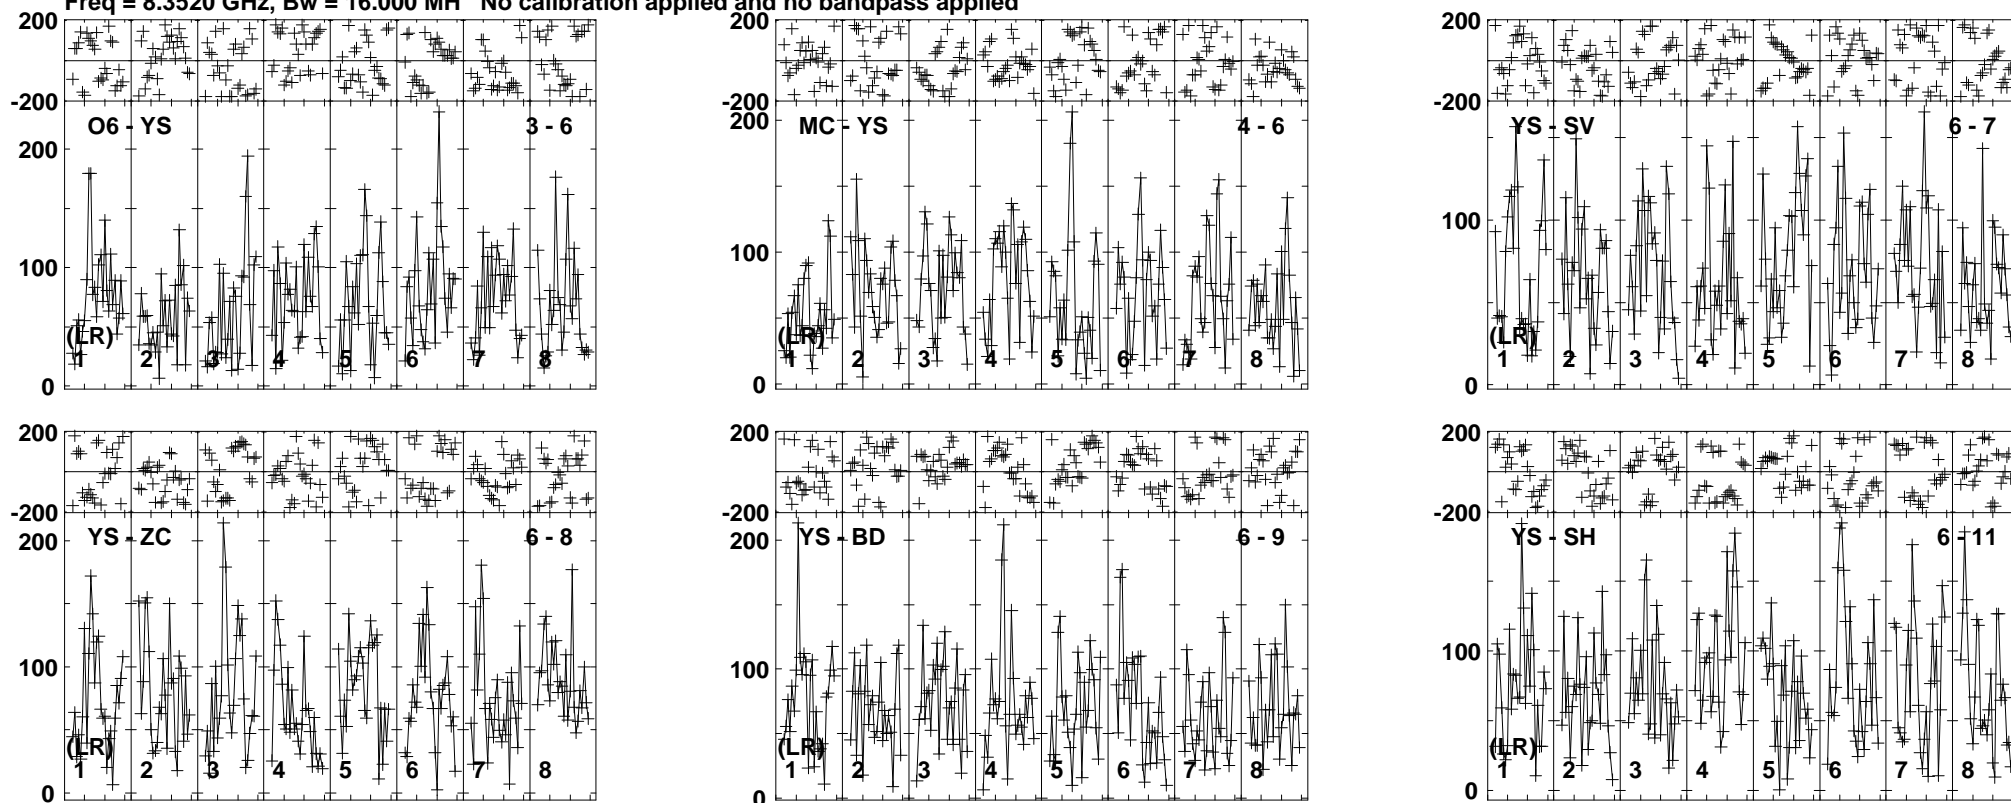 Freq = 8.3520 GHz, Bw = 16.000 MH No calibration applied and no bandpass applied
200
-200
O6 - YS 3 - 6
200
100
0
(LR)
1 2 3 4 5 6 7 8
200
-200
MC - YS 4 - 6
200
100
0
(LR)
1 2 3 4 5 6 7 8
200
-200
YS - SV 6 - 7
100
0
(LR)
1 2 3 4 5 6 7 8
200
-200
YS - ZC 6 - 8
200
100
0
(LR)
1 2 3 4 5 6 7 8
200
-200
YS - BD 6 - 9
200
100
0
(LR)
1 2 3 4 5 6 7 8
200
-200
YS - SH 6 - 11
100
0
(LR)
1 2 3 4 5 6 7 8